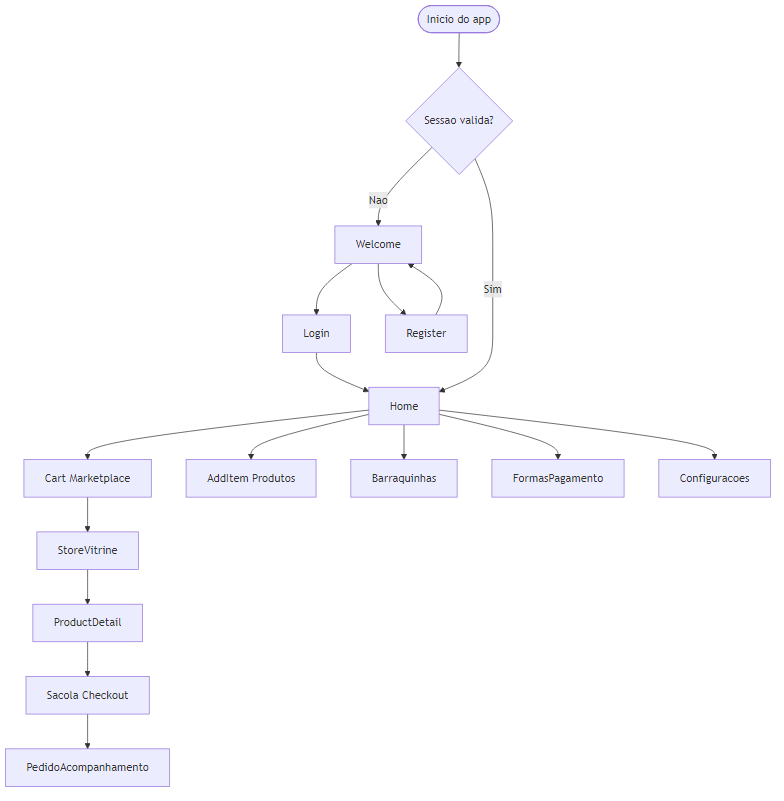 Inicio do app
Sessao valida?
Nao
Welcome
Sim
Login
Register
Home
Cart Marketplace
AddItem Produtos
Barraquinhas
FormasPagamento
Configuracoes
StoreVitrine
ProductDetail
Sacola Checkout
PedidoAcompanhamento